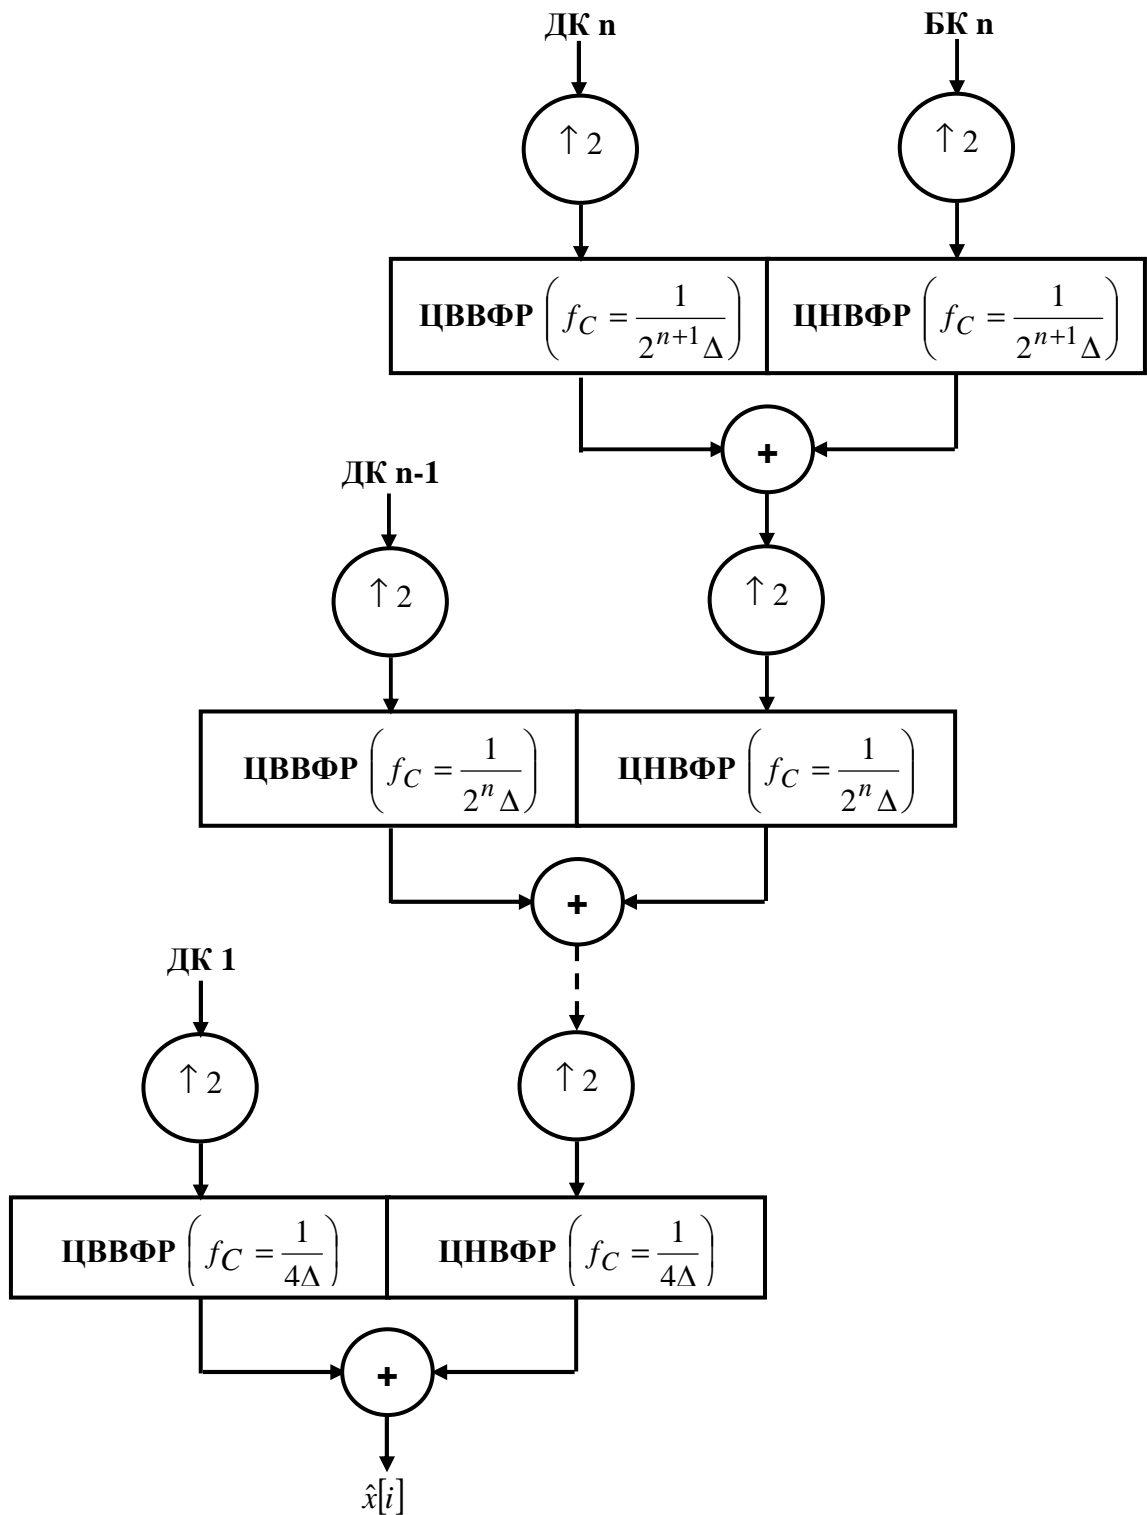 ДК n БК n
↑ 2 ↑ 2
ЦВВФР (f_C = 1/(2^{n+1}Δ)) ЦНВФР (f_C = 1/(2^{n+1}Δ))
+
ДК n-1
↑ 2 ↑ 2
ЦВВФР (f_C = 1/(2^n Δ)) ЦНВФР (f_C = 1/(2^n Δ))
+
ДК 1
↑ 2 ↑ 2
ЦВВФР (f_C = 1/(4Δ)) ЦНВФР (f_C = 1/(4Δ))
+
x̂[i]